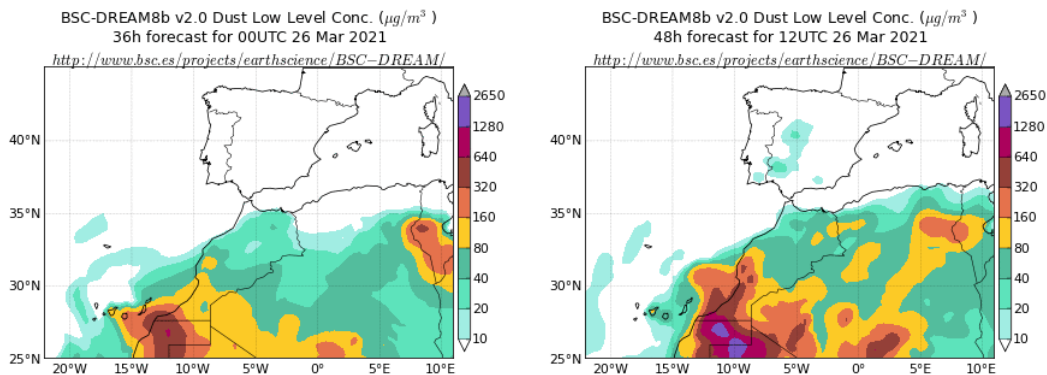 BSC-DREAM8b v2.0 Dust Low Level Conc. (μg/m³ )
36h forecast for 00UTC 26 Mar 2021
http://www.bsc.es/projects/earthscience/BSC-DREAM/
40°N
35°N
30°N
25°N
20°W
15°W
10°W
5°W
0°
5°E
10°E
2650
1280
640
320
160
80
40
20
10
BSC-DREAM8b v2.0 Dust Low Level Conc. (μg/m³ )
48h forecast for 12UTC 26 Mar 2021
http://www.bsc.es/projects/earthscience/BSC-DREAM/
40°N
35°N
30°N
25°N
20°W
15°W
10°W
5°W
0°
5°E
10°E
2650
1280
640
320
160
80
40
20
10